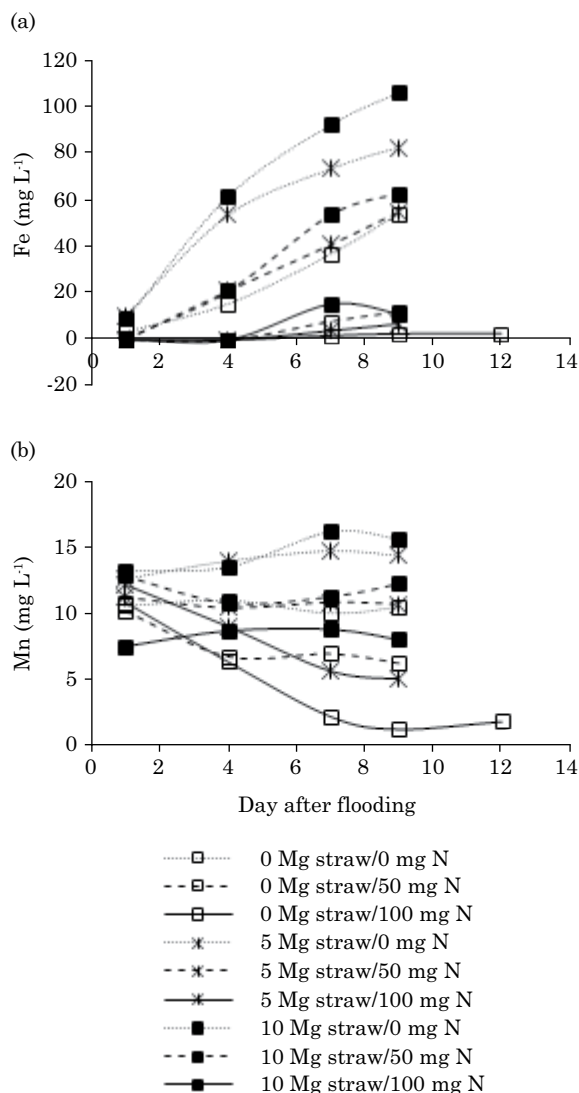 (a)
120
100
80
60
40
20
0
-20
Fe (mg L⁻¹)
0 2 4 6 8 10 12 14
(b)
20
15
10
5
0
Mn (mg L⁻¹)
0 2 4 6 8 10 12 14
Day after flooding
0 Mg straw/0 mg N
0 Mg straw/50 mg N
0 Mg straw/100 mg N
5 Mg straw/0 mg N
5 Mg straw/50 mg N
5 Mg straw/100 mg N
10 Mg straw/0 mg N
10 Mg straw/50 mg N
10 Mg straw/100 mg N